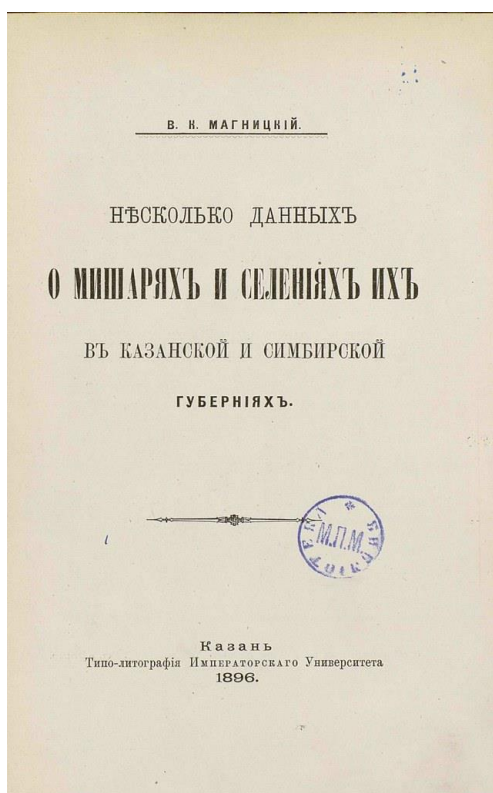 В. К. МАГНИЦКІЙ.
НѢСКОЛЬКО ДАННЫХЪ
О МИШАРЯХЪ И СЕЛЕНІЯХЪ ИХЪ
ВЪ КАЗАНСКОЙ И СИМБИРСКОЙ
ГУБЕРНІЯХЪ.
М.П.М.
Казань
Типо-литографія Императорскаго Университета
1896.